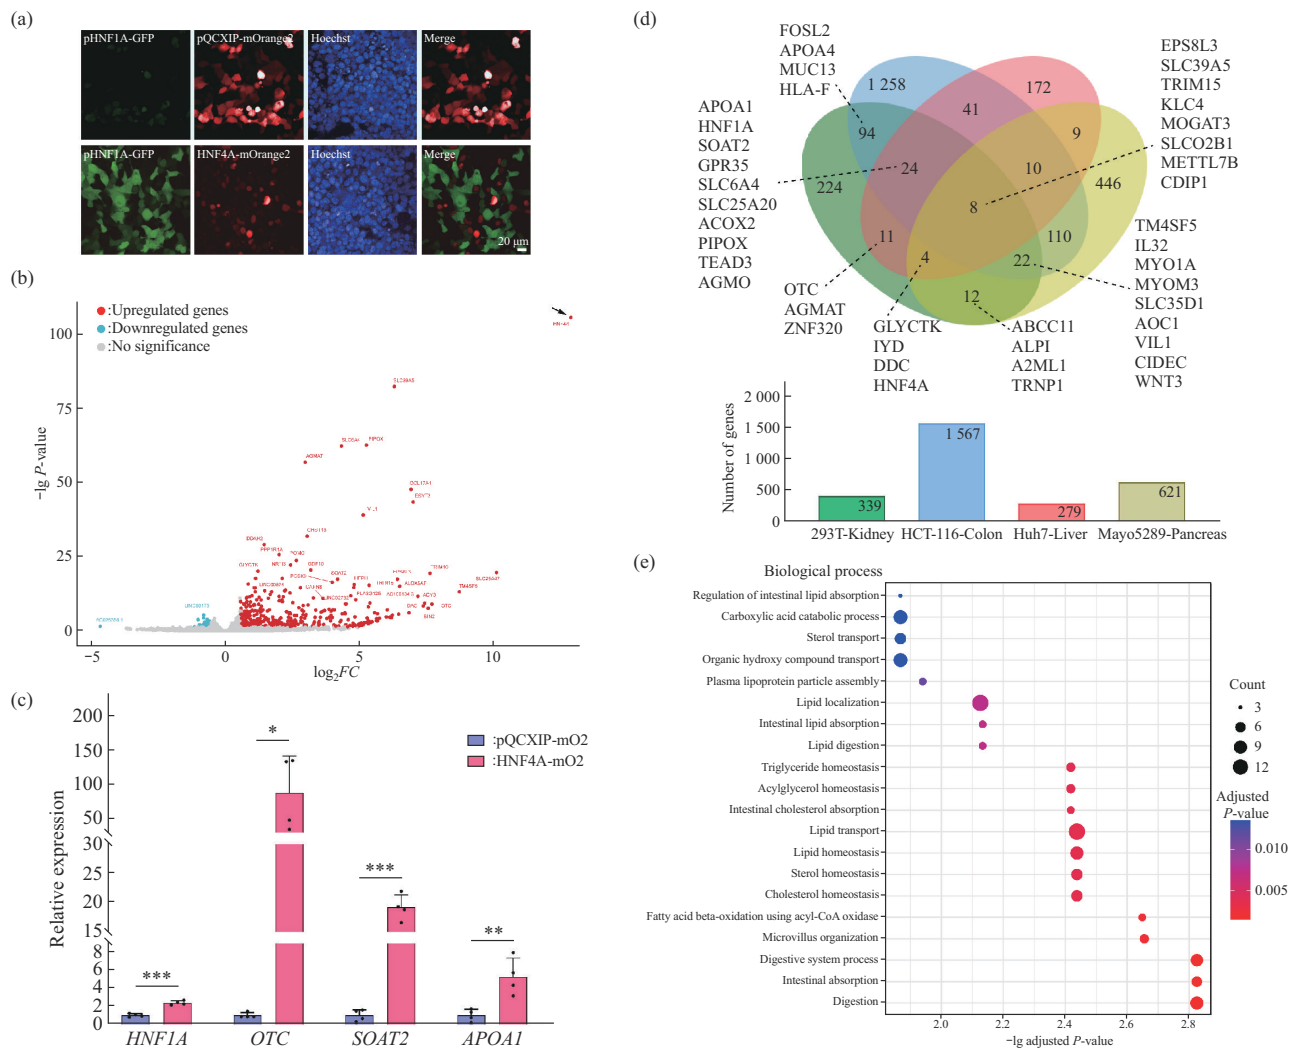 (a)
pHNF1A-GFP
pQCXIP-mOrange2
Hoechst
Merge
pHNF1A-GFP
HNF4A-mOrange2
Hoechst
Merge
20 μm
(b)
:Upregulated genes
:Downregulated genes
:No significance
−lg P-value
100
75
50
25
0
−5
0
5
10
log2FC
SLC39A5
PIPOX
AGMAT
COL17A1
VIL1
GLYCTK
TM4SF5
OTC
(c)
Relative expression
200
150
100
50
30
25
20
15
8
6
4
2
0
:pQCXIP-mO2
:HNF4A-mO2
***
*
***
**
HNF1A
OTC
SOAT2
APOA1
(d)
FOSL2
APOA4
MUC13
HLA-F
APOA1
HNF1A
SOAT2
GPR35
SLC6A4
SLC25A20
ACOX2
PIPOX
TEAD3
AGMO
EPS8L3
SLC39A5
TRIM15
KLC4
MOGAT3
SLCO2B1
METTL7B
CDIP1
1 258
172
41
94
9
24
10
224
446
8
11
110
4
22
12
OTC
AGMAT
ZNF320
GLYCTK
IYD
DDC
HNF4A
ABCC11
ALPI
A2ML1
TRNP1
TM4SF5
IL32
MYO1A
MYOM3
SLC35D1
AOC1
VIL1
CIDEC
WNT3
Number of genes
2 000
1 500
1 000
500
0
339
1 567
279
621
293T-Kidney
HCT-116-Colon
Huh7-Liver
Mayo5289-Pancreas
(e)
Biological process
Regulation of intestinal lipid absorption
Carboxylic acid catabolic process
Sterol transport
Organic hydroxy compound transport
Plasma lipoprotein particle assembly
Lipid localization
Intestinal lipid absorption
Lipid digestion
Triglyceride homeostasis
Acylglycerol homeostasis
Intestinal cholesterol absorption
Lipid transport
Lipid homeostasis
Sterol homeostasis
Cholesterol homeostasis
Fatty acid beta-oxidation using acyl-CoA oxidase
Microvillus organization
Digestive system process
Intestinal absorption
Digestion
2.0
2.2
2.4
2.6
2.8
−lg adjusted P-value
Count
3
6
9
12
Adjusted
P-value
0.010
0.005